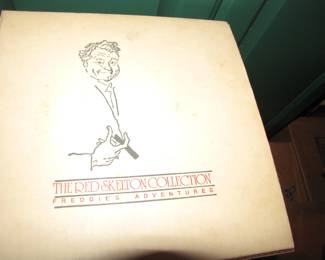 THE RED SKELTON COLLECTION
FREDDIE'S ADVENTURES